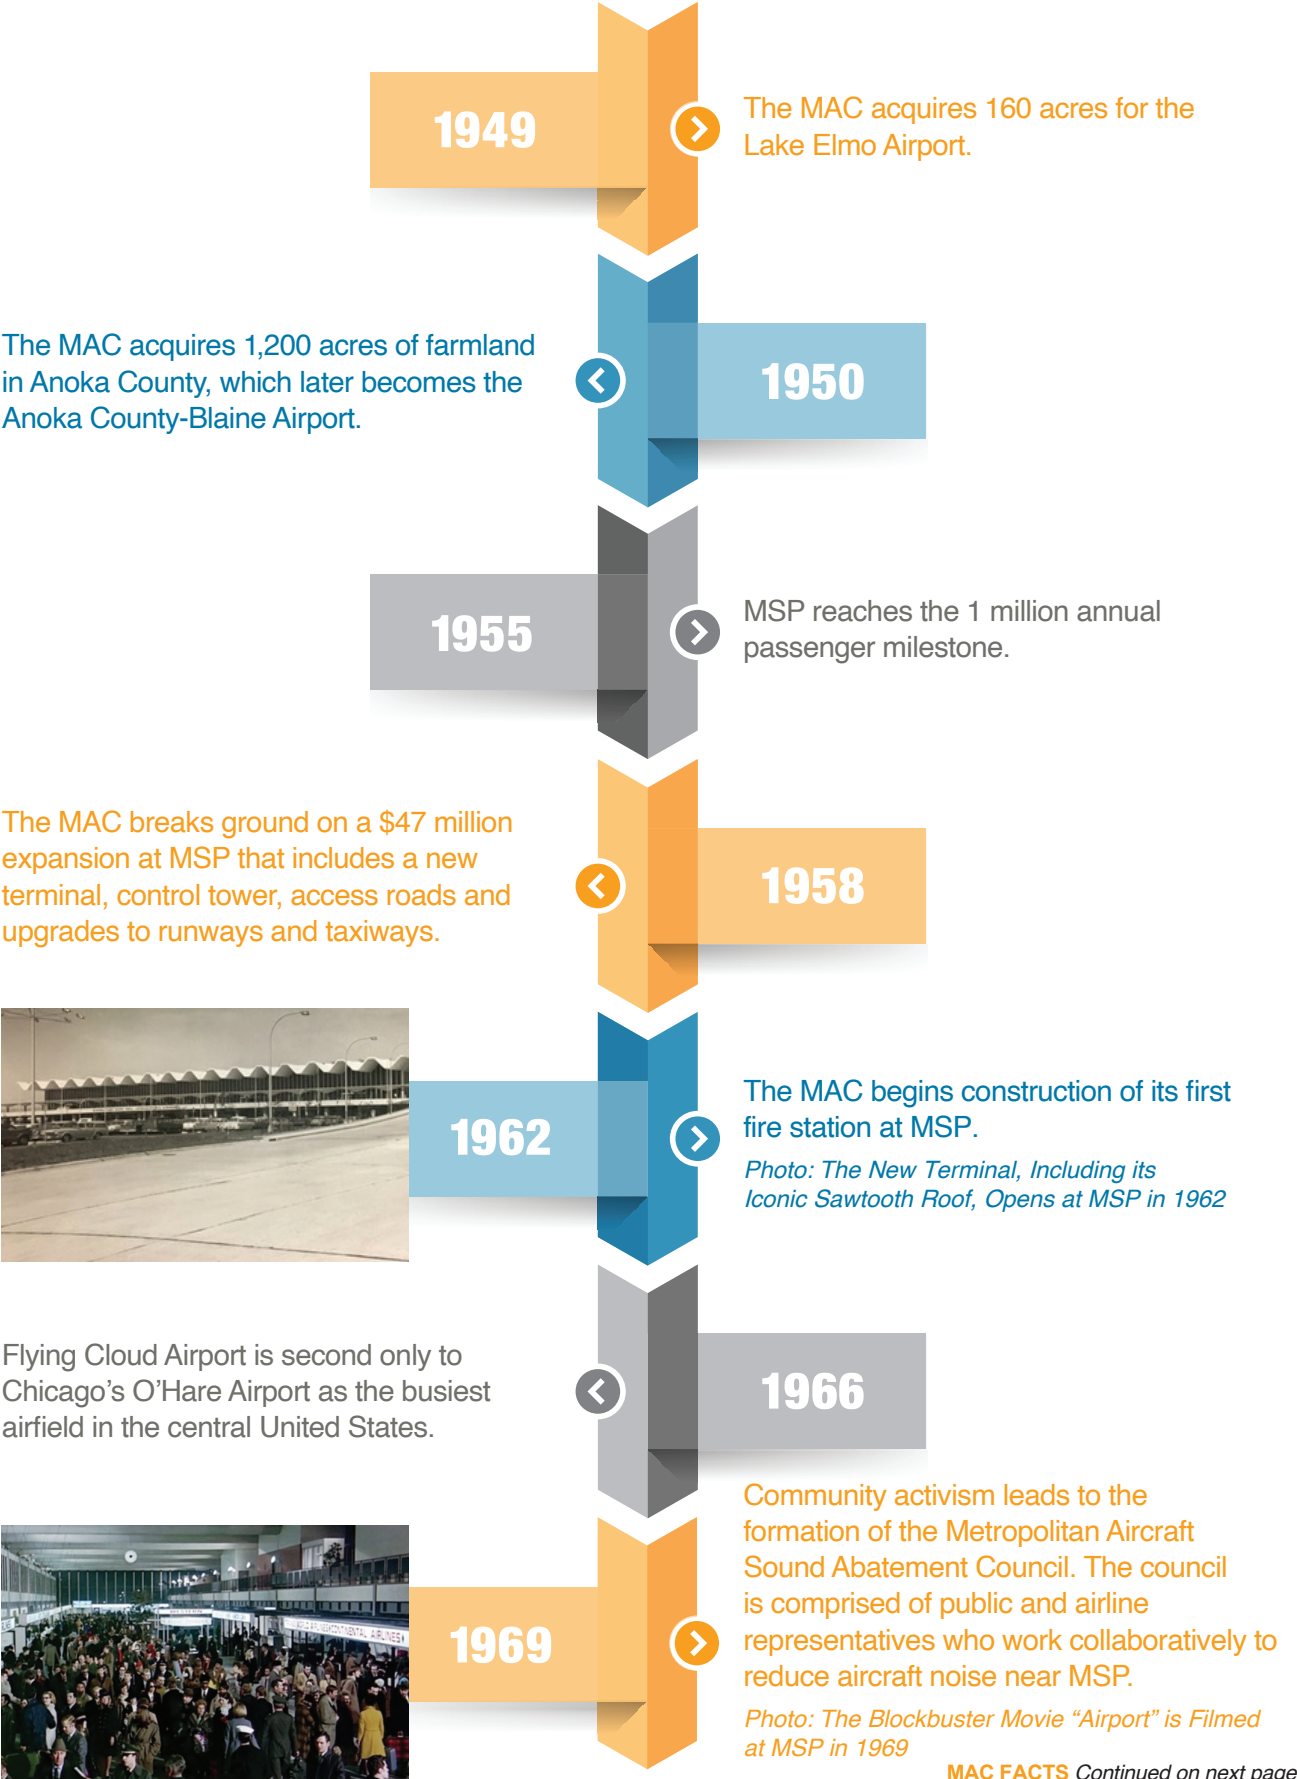 1949
The MAC acquires 160 acres for the
Lake Elmo Airport.
The MAC acquires 1,200 acres of farmland
in Anoka County, which later becomes the
Anoka County-Blaine Airport.
1950
1955
MSP reaches the 1 million annual
passenger milestone.
The MAC breaks ground on a $47 million
expansion at MSP that includes a new
terminal, control tower, access roads and
upgrades to runways and taxiways.
1958
1962
The MAC begins construction of its first
fire station at MSP.
Photo: The New Terminal, Including its
Iconic Sawtooth Roof, Opens at MSP in 1962
Flying Cloud Airport is second only to
Chicago's O'Hare Airport as the busiest
airfield in the central United States.
1966
CONTINENTAL AIRLINES
1969
Community activism leads to the
formation of the Metropolitan Aircraft
Sound Abatement Council. The council
is comprised of public and airline
representatives who work collaboratively to
reduce aircraft noise near MSP.
Photo: The Blockbuster Movie “Airport” is Filmed
at MSP in 1969
MAC FACTS Continued on next page